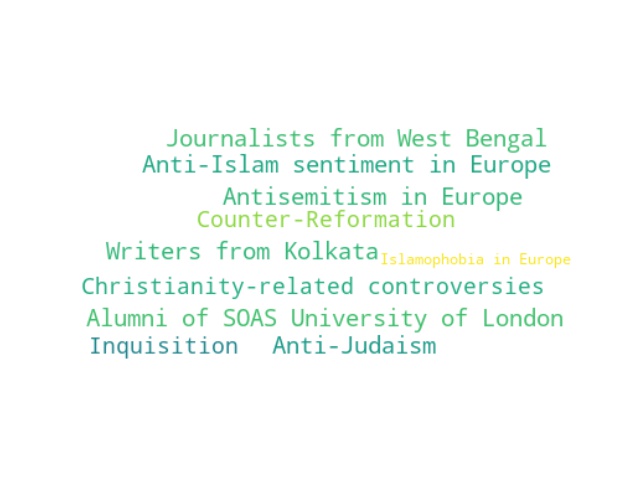 Journalists from West Bengal
Anti-Islam sentiment in Europe
Antisemitism in Europe
Counter-Reformation
Writers from Kolkata Islamophobia in Europe
Christianity-related controversies
Alumni of SOAS University of London
Inquisition Anti-Judaism